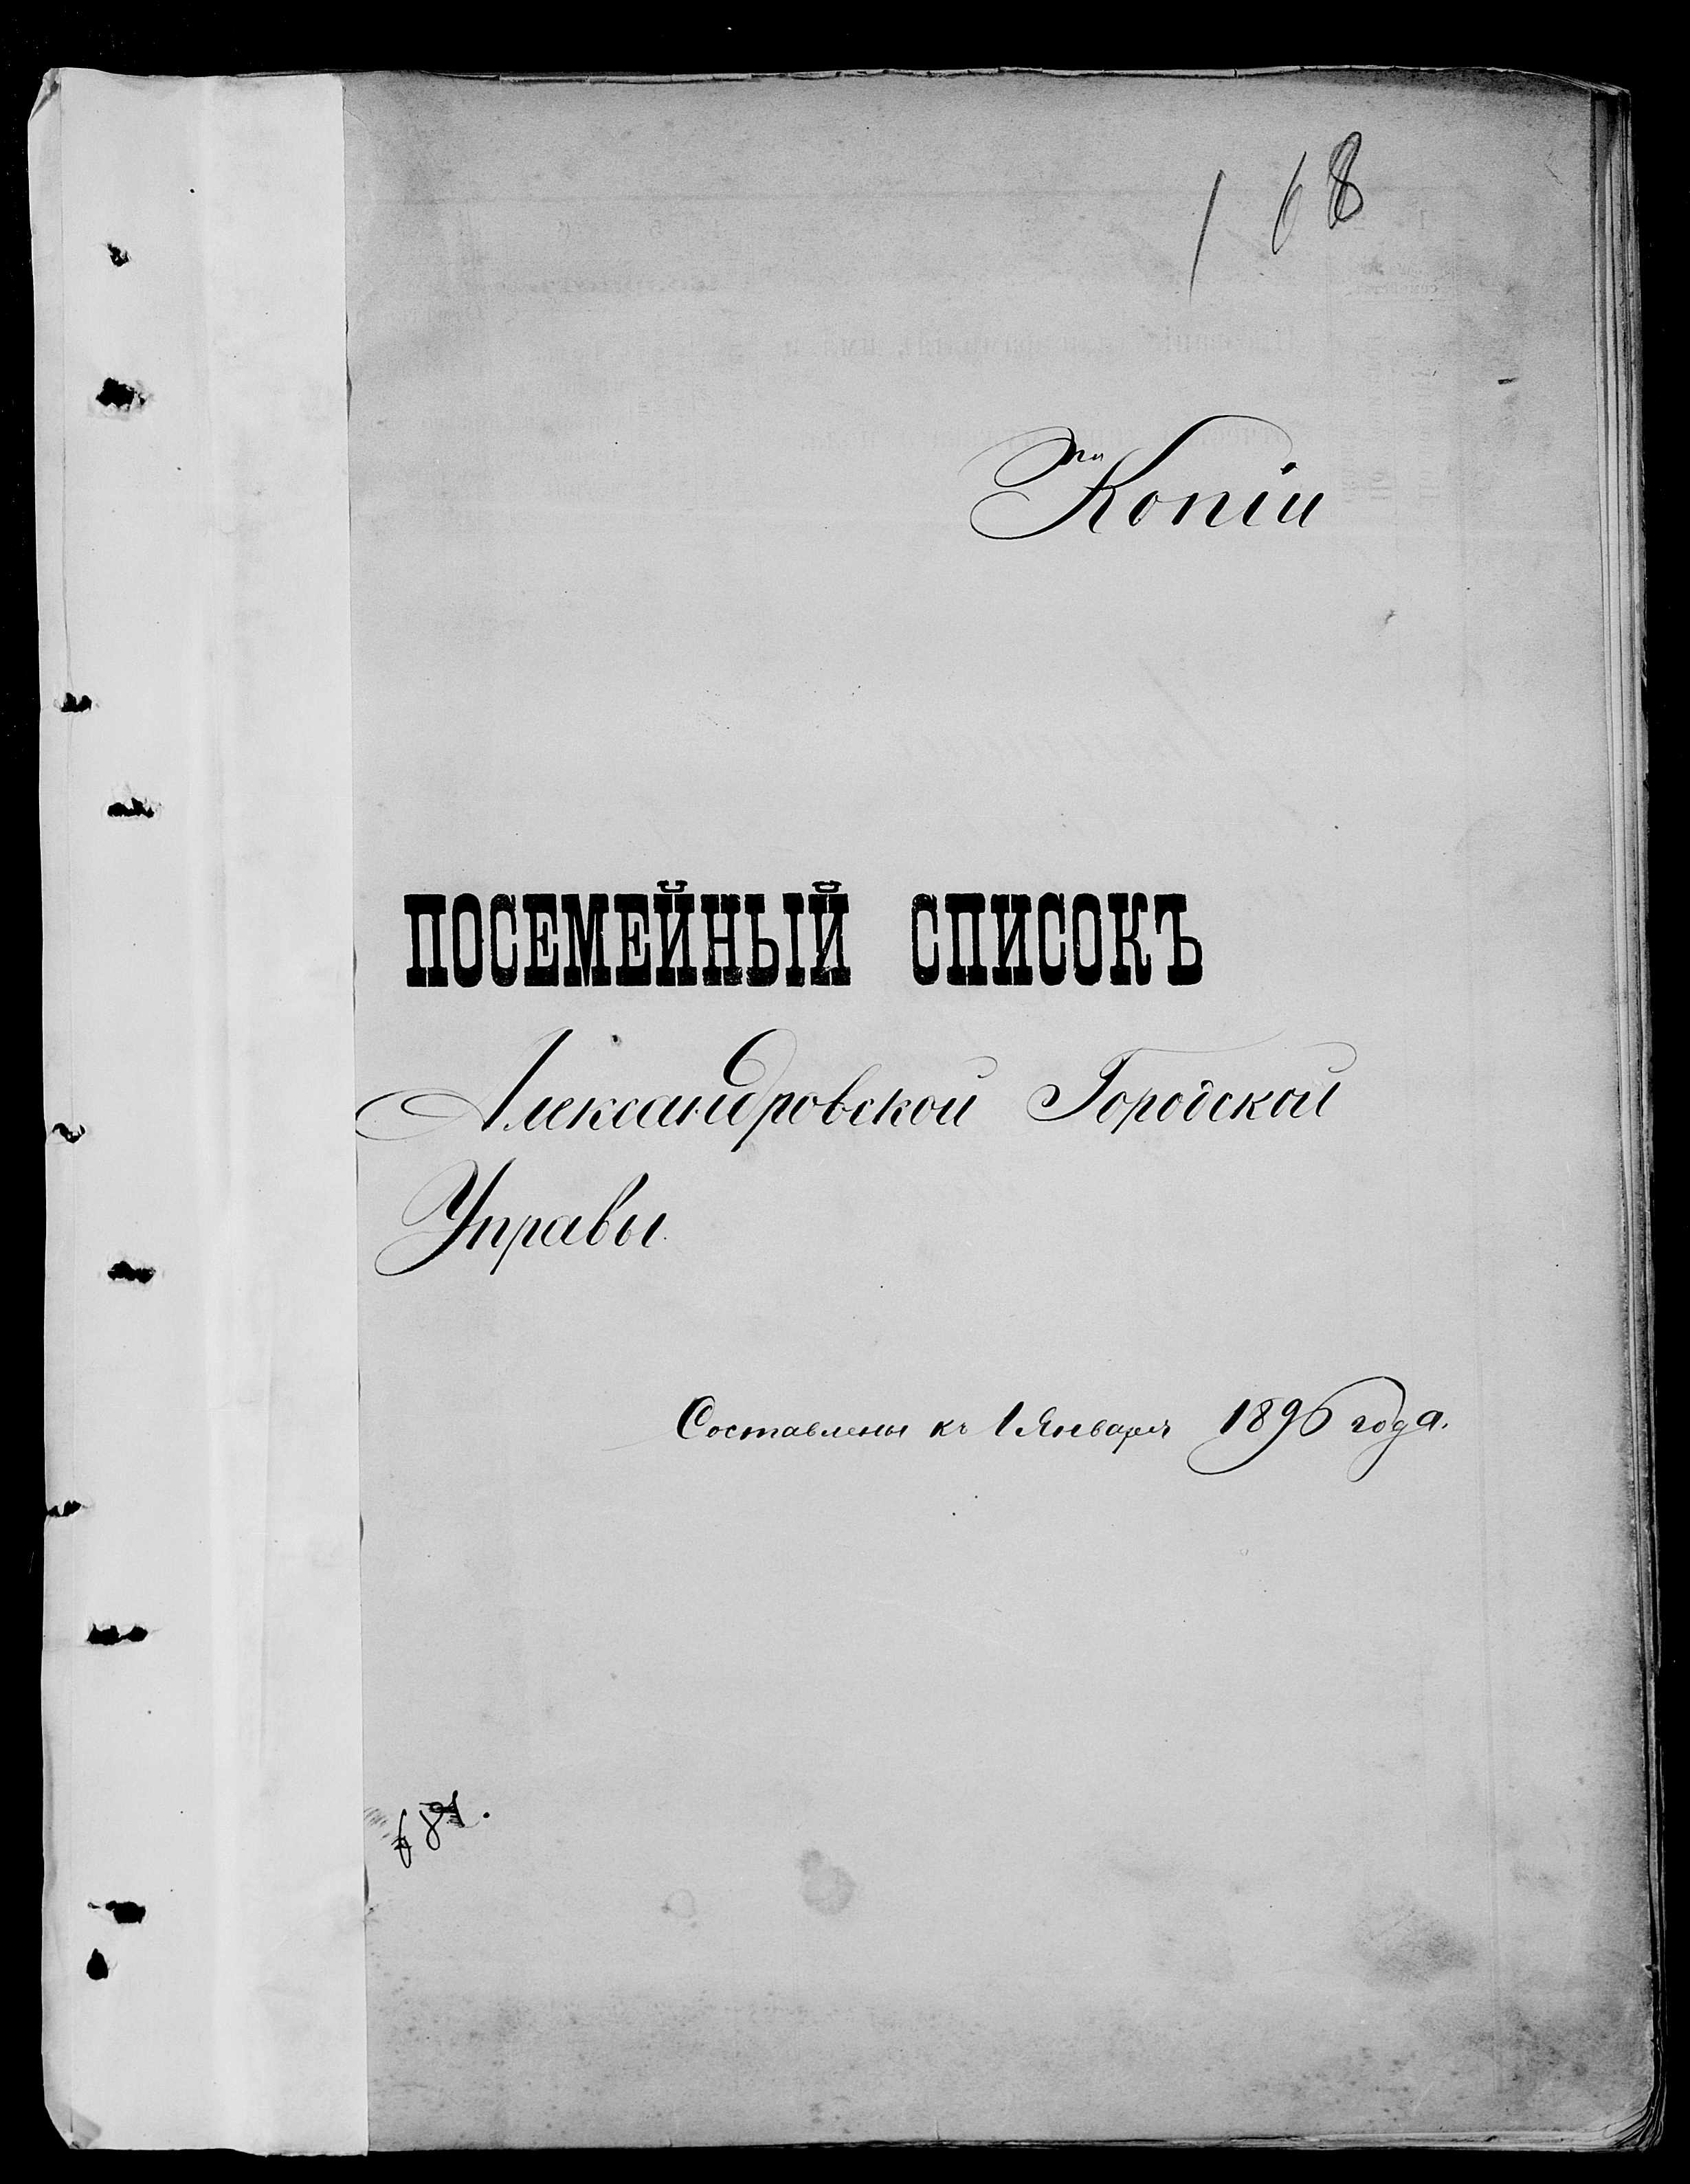 168
Копіи
ПОСЕМЕЙНЫЙ СПИСОКЪ
Александровской Городской
Управы
Составлены къ 1 Января 1896 года.